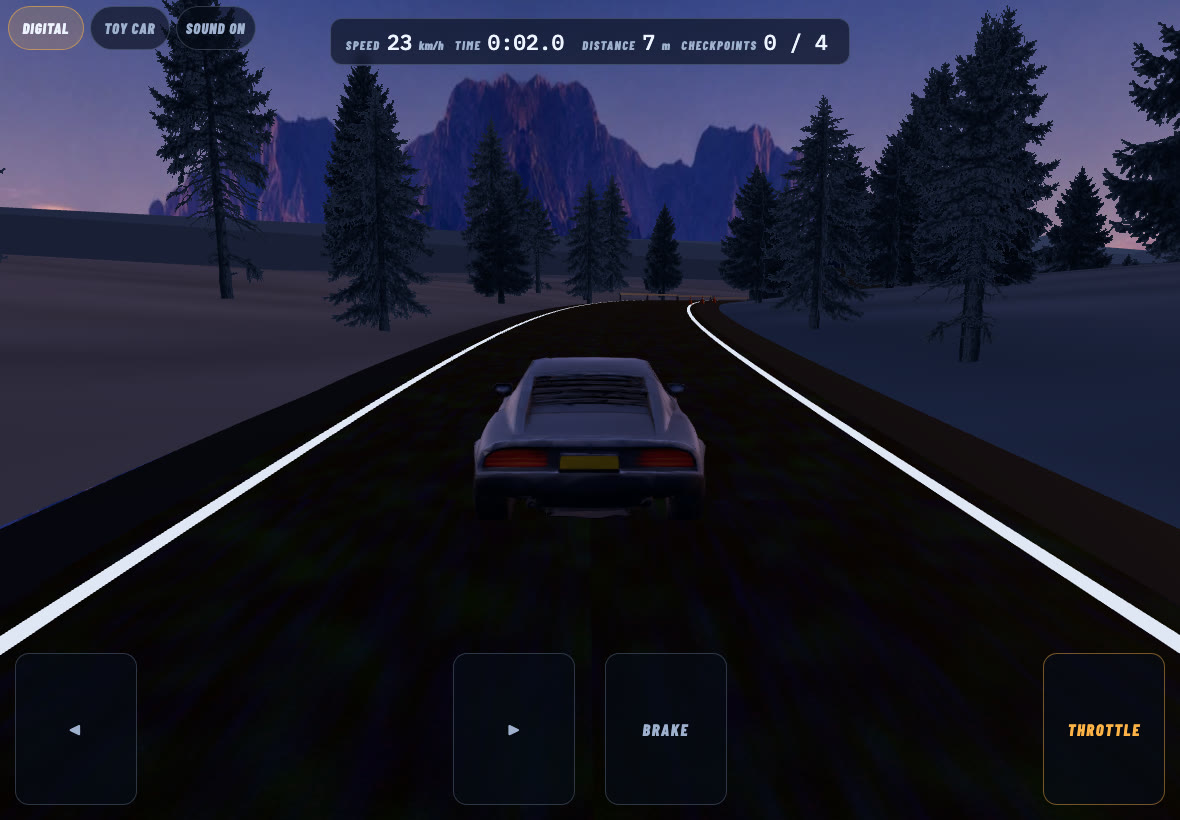 DIGITAL TOY CAR SOUND ON
SPEED 23 km/h TIME 0:02.0 DISTANCE 7 m CHECKPOINTS 0 / 4
◀ ▶ BRAKE THROTTLE